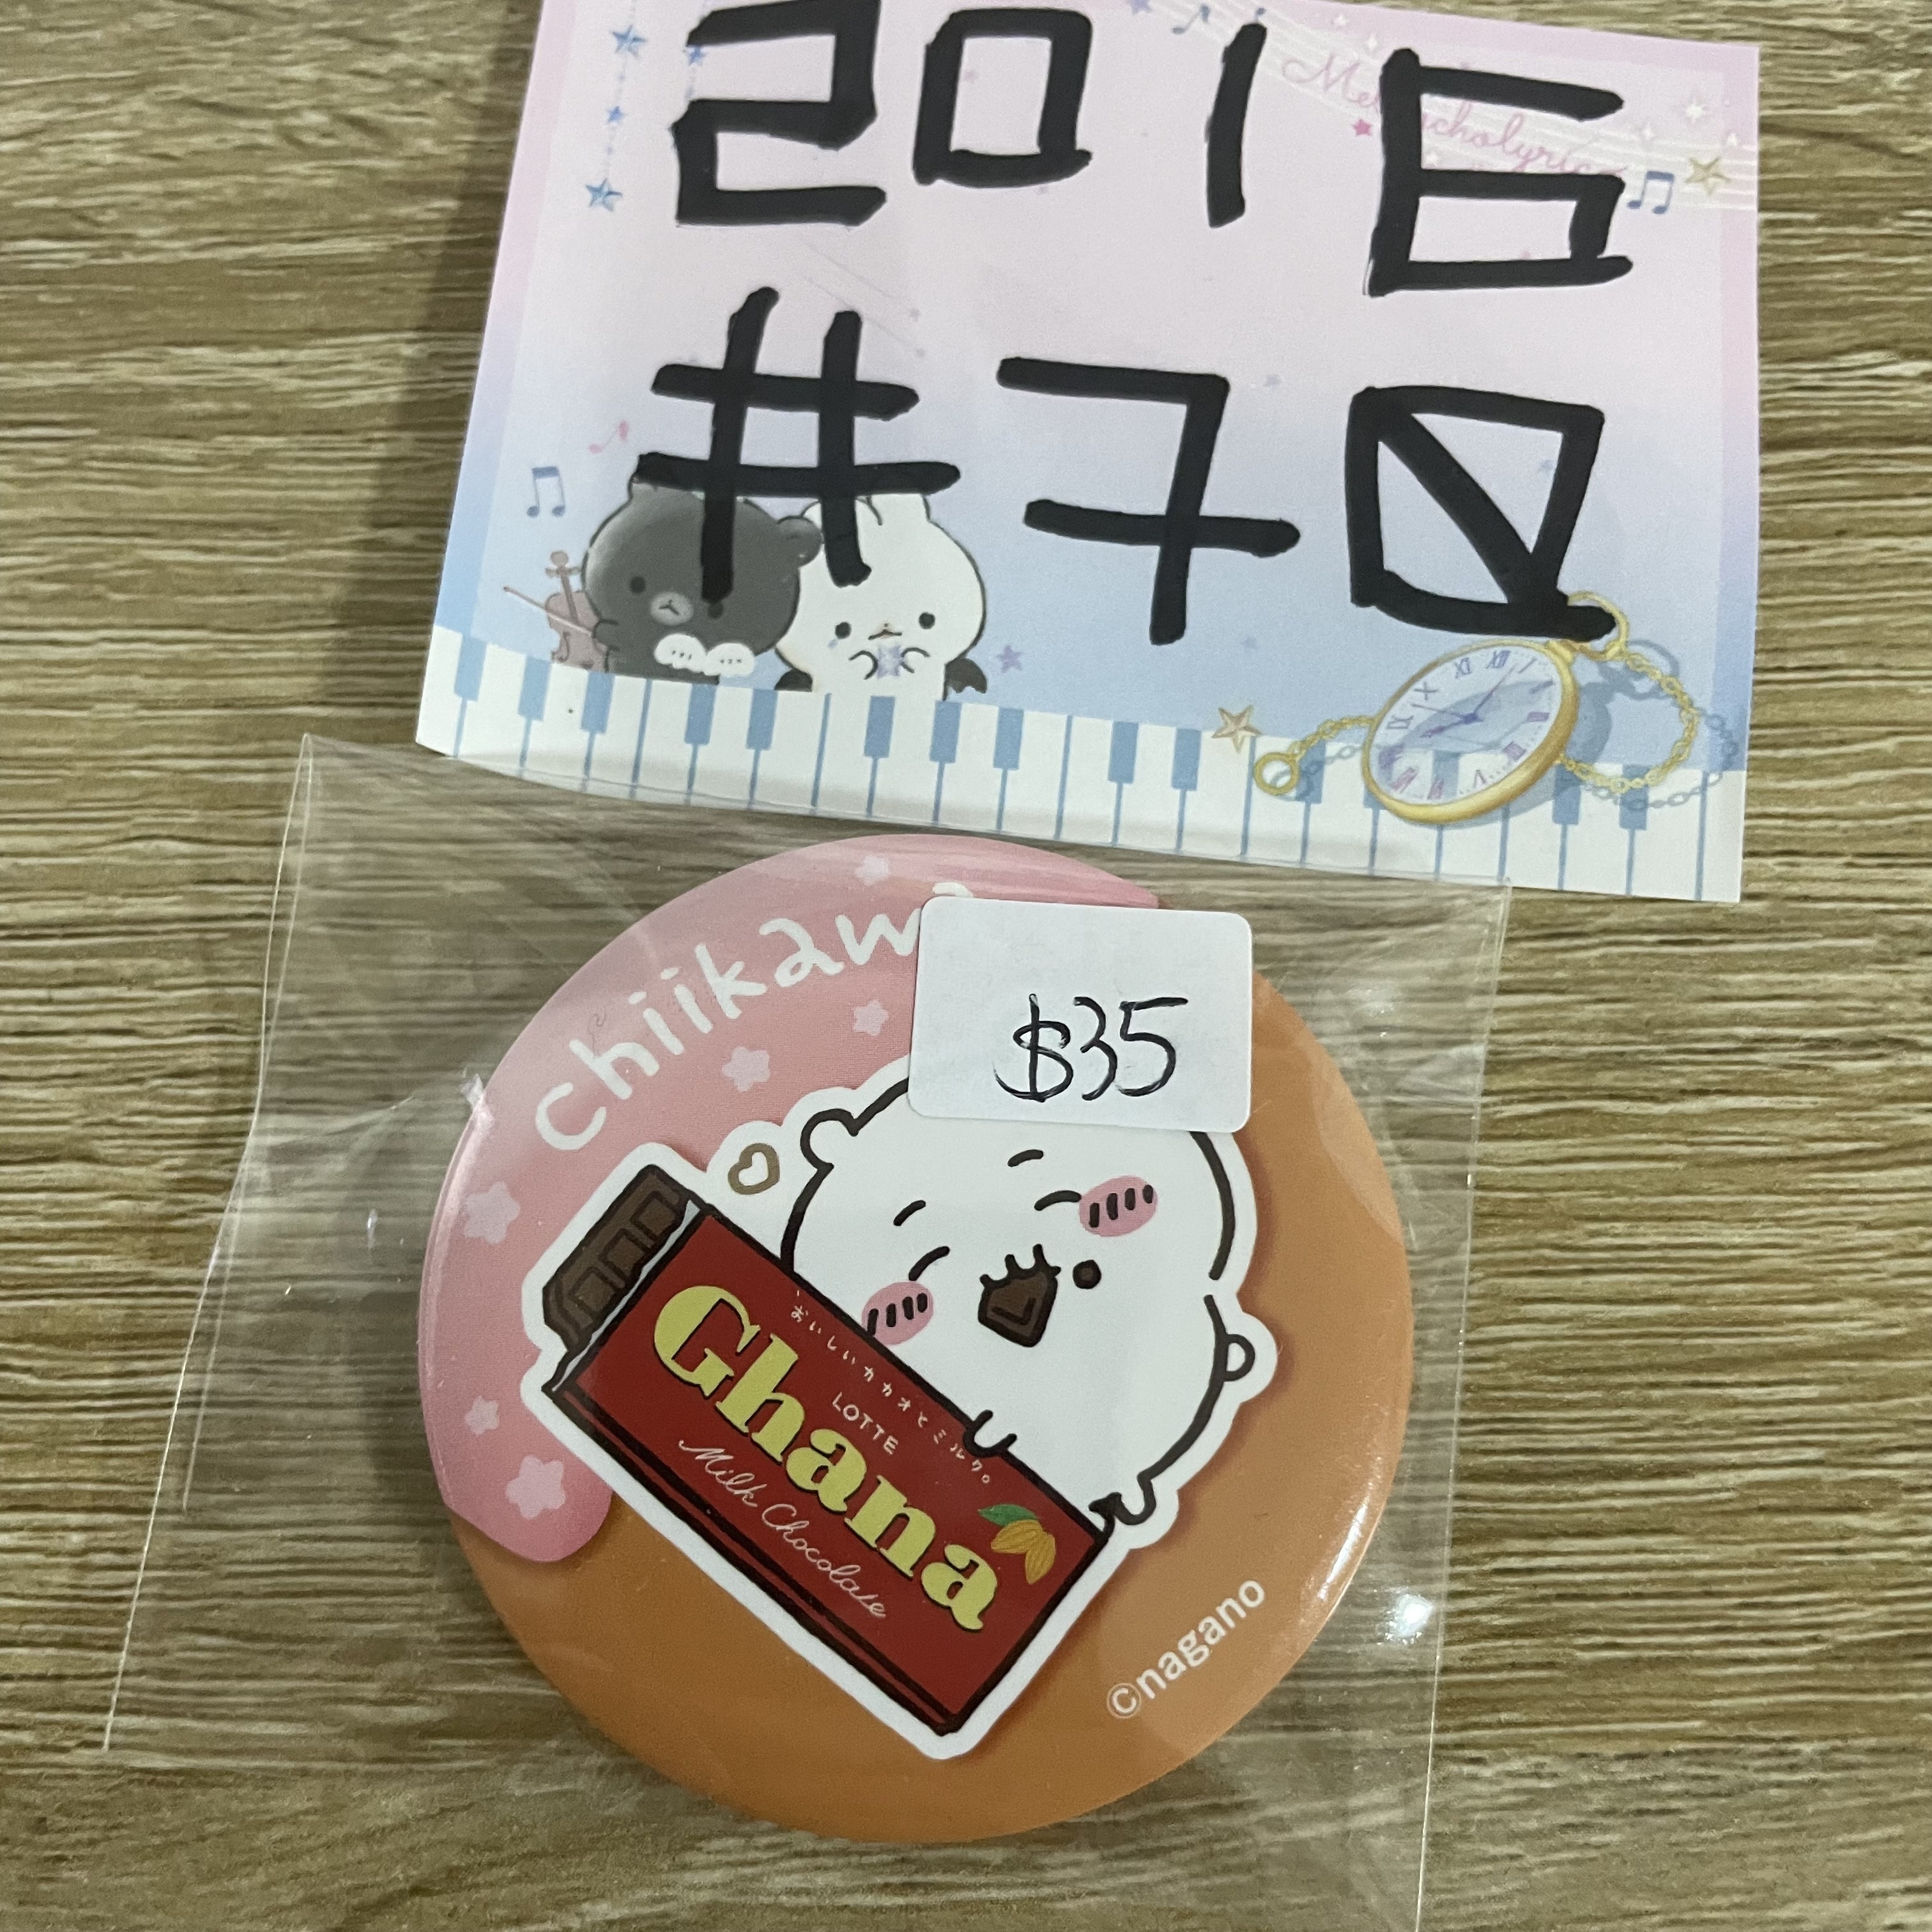 Melancholyrica
2016
#70
chiikawa
$35
おいしいカカオとミルク。
LOTTE
Ghana
Milk Chocolate
©nagano